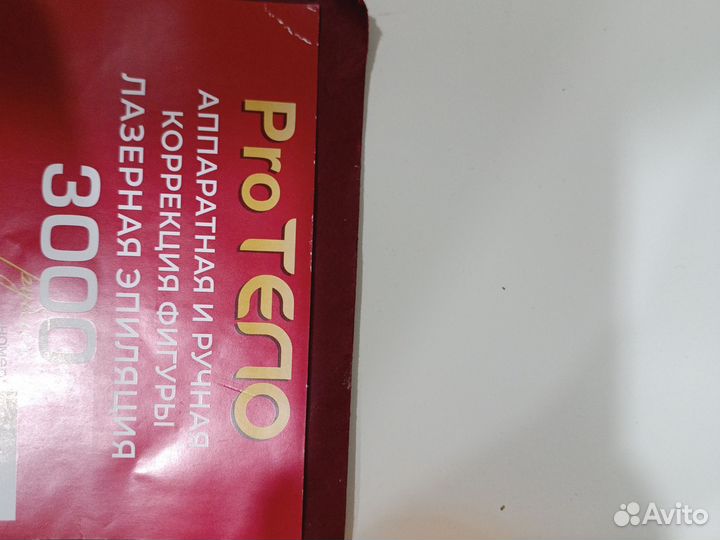 Pro ТЕЛО
АППАРАТНАЯ И РУЧНАЯ
КОРРЕКЦИЯ ФИГУРЫ
ЛАЗЕРНАЯ ЭПИЛЯЦИЯ
3000
Avito